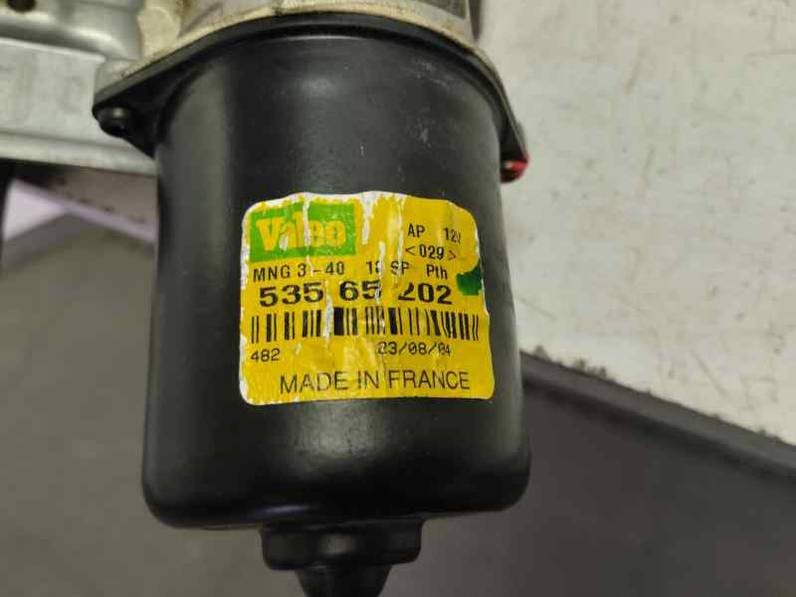 Valeo
AP 12V
<029>
MNG 3-40 SP Pth
535 65 202
482 23/08/04
MADE IN FRANCE